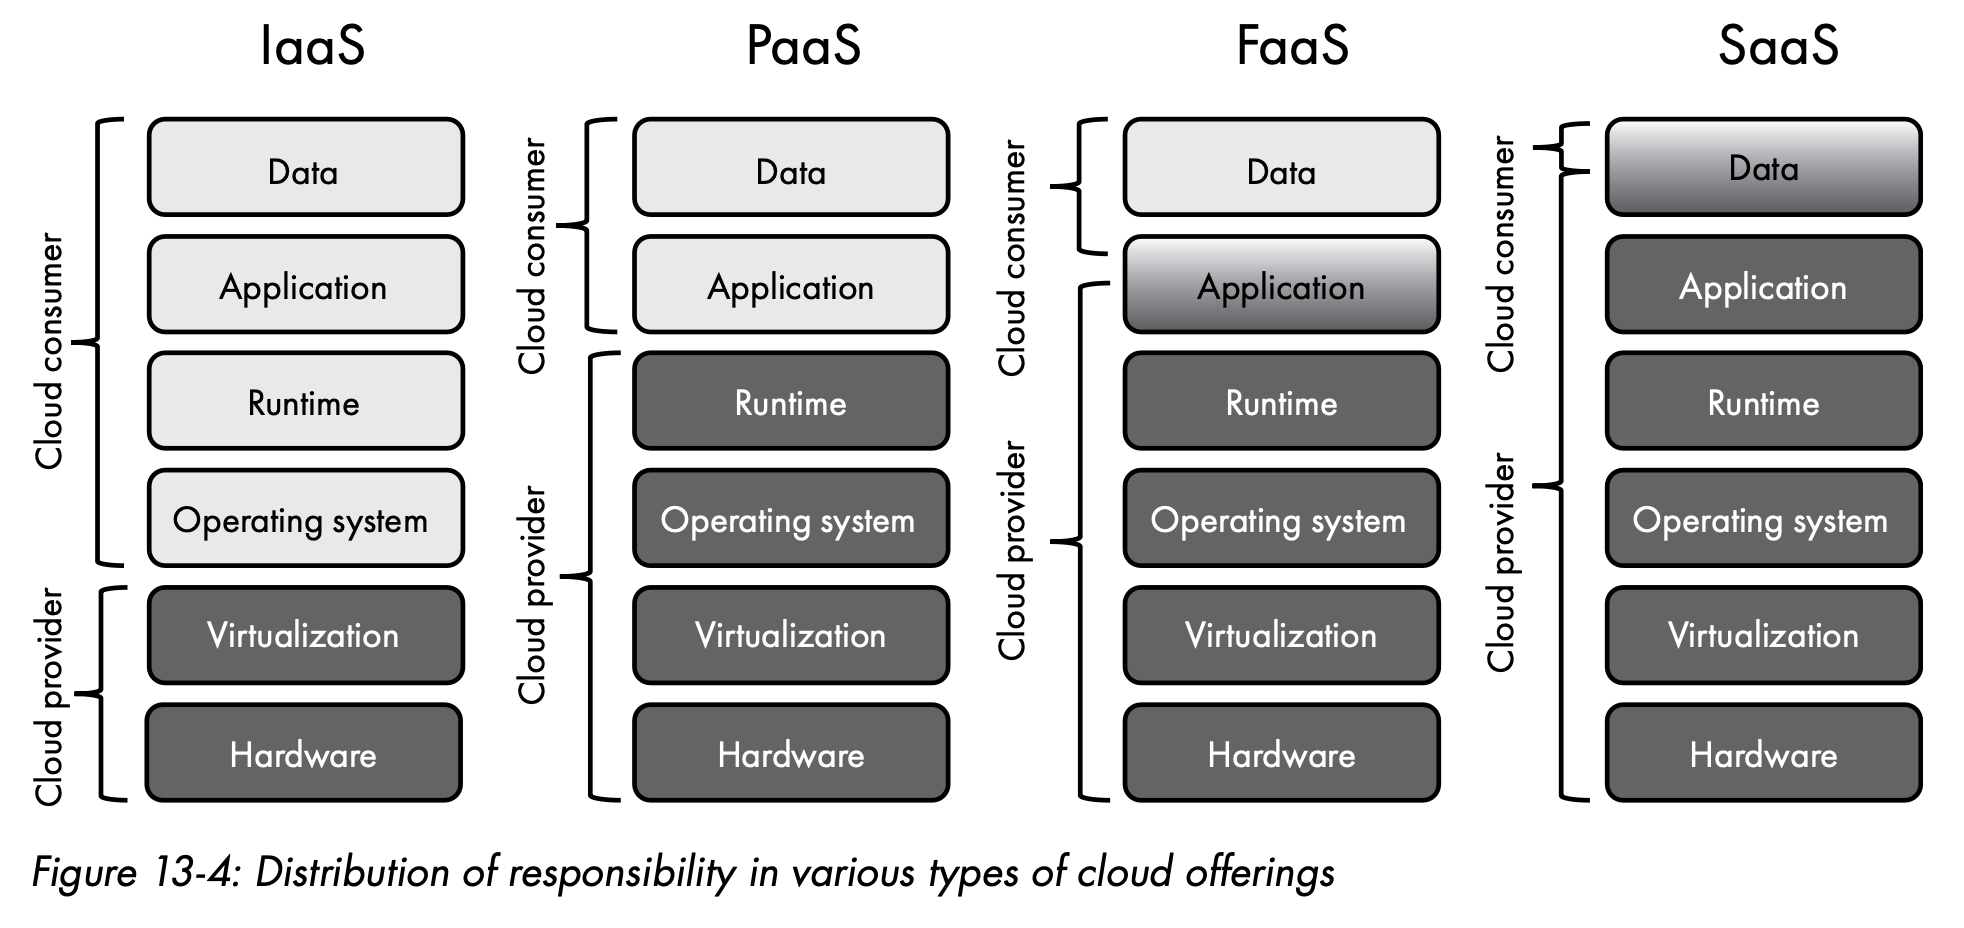 IaaS
PaaS
FaaS
SaaS
Cloud consumer
Cloud provider
Data
Application
Runtime
Operating system
Virtualization
Hardware
Cloud consumer
Cloud provider
Data
Application
Runtime
Operating system
Virtualization
Hardware
Cloud consumer
Cloud provider
Data
Application
Runtime
Operating system
Virtualization
Hardware
Cloud consumer
Cloud provider
Data
Application
Runtime
Operating system
Virtualization
Hardware
Figure 13-4: Distribution of responsibility in various types of cloud offerings